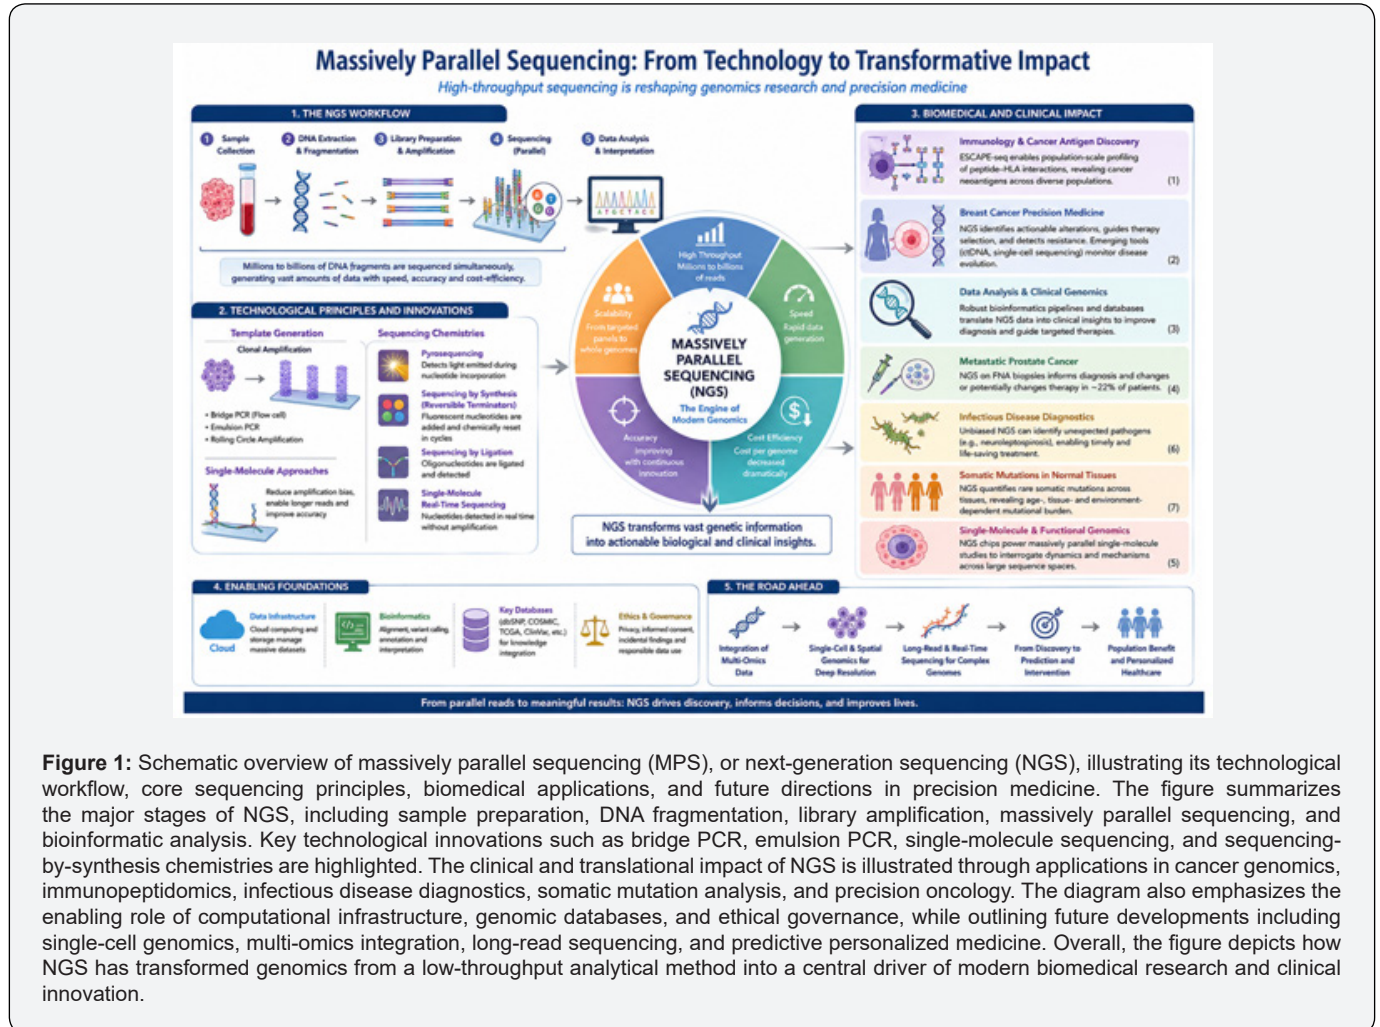 Massively Parallel Sequencing: From Technology to Transformative Impact
High-throughput sequencing is reshaping genomics research and precision medicine
1. THE NGS WORKFLOW
1 Sample
Collection
2 DNA Extraction
& Fragmentation
3 Library Preparation
& Amplification
4 Sequencing
(Parallel)
5 Data Analysis
& Interpretation
A T G C T A C G
Millions to billions of DNA fragments are sequenced simultaneously,
generating vast amounts of data with speed, accuracy and cost-efficiency.
2. TECHNOLOGICAL PRINCIPLES AND INNOVATIONS
Template Generation
Clonal Amplification
• Bridge PCR (Flow cell)
• Emulsion PCR
• Rolling Circle Amplification
Single-Molecule Approaches
Reduce amplification bias,
enable longer reads and
improve accuracy
Sequencing Chemistries
Pyrosequencing
Detects light emitted during
nucleotide incorporation
Sequencing by Synthesis
(Reversible Terminators)
Fluorescent nucleotides are
added and chemically reset
in cycles
Sequencing by Ligation
Oligonucleotides are ligated
and detected
Single-Molecule
Real-Time Sequencing
Nucleotides detected in real time
without amplification
High Throughput
Millions to billions
of reads
Speed
Rapid data
generation
Cost Efficiency
Cost per genome
decreased
dramatically
Accuracy
Improving
with continuous
innovation
Scalability
From targeted
panels to
whole genomes
MASSIVELY
PARALLEL
SEQUENCING
(NGS)
The Engine of
Modern Genomics
NGS transforms vast genetic information
into actionable biological and clinical insights.
3. BIOMEDICAL AND CLINICAL IMPACT
Immunology & Cancer Antigen Discovery
ESCAPE-seq enables population-scale profiling
of peptide-HLA interactions, revealing cancer
neoantigens across diverse populations.
(1)
Breast Cancer Precision Medicine
NGS identifies actionable alterations, guides therapy
selection, and detects resistance. Emerging tools
(ctDNA, single-cell sequencing) monitor disease
evolution.
(2)
Data Analysis & Clinical Genomics
Robust bioinformatics pipelines and databases
translate NGS data into clinical insights to improve
diagnosis and guide targeted therapies.
(3)
Metastatic Prostate Cancer
NGS on FNA biopsies informs diagnosis and changes
or potentially changes therapy in ~22% of patients.
(4)
Infectious Disease Diagnostics
Unbiased NGS can identify unexpected pathogens
(e.g., neuroleptospirosis), enabling timely and
life-saving treatment.
(6)
Somatic Mutations in Normal Tissues
NGS quantifies rare somatic mutations across
tissues, revealing age-, tissue- and environment-
dependent mutational burden.
(7)
Single-Molecule & Functional Genomics
NGS chips power massively parallel single-molecule
studies to interrogate dynamics and mechanisms
across large sequence spaces.
(5)
4. ENABLING FOUNDATIONS
Cloud
Data Infrastructure
Cloud computing and
storage manage
massive datasets
Bioinformatics
Alignment, variant calling,
annotation and
interpretation
Key Databases
(dbSNP, COSMIC,
TCGA, ClinVar, etc.)
for knowledge
integration
Ethics & Governance
Privacy, informed consent,
incidental findings and
responsible data use
5. THE ROAD AHEAD
Integration of
Multi-Omics
Data
Single-Cell & Spatial
Genomics for
Deep Resolution
Long-Read & Real-Time
Sequencing for Complex
Genomes
From Discovery to
Prediction and
Intervention
Population Benefit
and Personalized
Healthcare
From parallel reads to meaningful results: NGS drives discovery, informs decisions, and improves lives.
Figure 1: Schematic overview of massively parallel sequencing (MPS), or next-generation sequencing (NGS), illustrating its technological
workflow, core sequencing principles, biomedical applications, and future directions in precision medicine. The figure summarizes
the major stages of NGS, including sample preparation, DNA fragmentation, library amplification, massively parallel sequencing, and
bioinformatic analysis. Key technological innovations such as bridge PCR, emulsion PCR, single-molecule sequencing, and sequencing-
by-synthesis chemistries are highlighted. The clinical and translational impact of NGS is illustrated through applications in cancer genomics,
immunopeptidomics, infectious disease diagnostics, somatic mutation analysis, and precision oncology. The diagram also emphasizes the
enabling role of computational infrastructure, genomic databases, and ethical governance, while outlining future developments including
single-cell genomics, multi-omics integration, long-read sequencing, and predictive personalized medicine. Overall, the figure depicts how
NGS has transformed genomics from a low-throughput analytical method into a central driver of modern biomedical research and clinical
innovation.